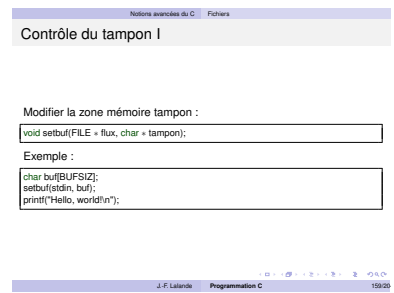 Notions avancées du C Fichiers
Contrôle du tampon I
Modifier la zone mémoire tampon :
void setbuf(FILE * flux, char * tampon);
Exemple :
char buf[BUFSIZ];
setbuf(stdin, buf);
printf("Hello, world!\n");
J.-F. Lalande Programmation C 159/20